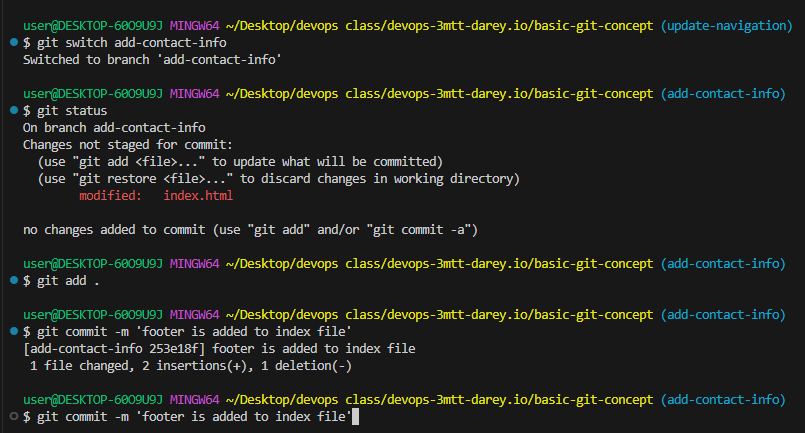 user@DESKTOP-60O9U9J MINGW64 ~/Desktop/devops class/devops-3mtt-darey.io/basic-git-concept (update-navigation)
$ git switch add-contact-info
Switched to branch 'add-contact-info'
user@DESKTOP-60O9U9J MINGW64 ~/Desktop/devops class/devops-3mtt-darey.io/basic-git-concept (add-contact-info)
$ git status
On branch add-contact-info
Changes not staged for commit:
  (use "git add <file>..." to update what will be committed)
  (use "git restore <file>..." to discard changes in working directory)
        modified:   index.html
no changes added to commit (use "git add" and/or "git commit -a")
user@DESKTOP-60O9U9J MINGW64 ~/Desktop/devops class/devops-3mtt-darey.io/basic-git-concept (add-contact-info)
$ git add .
user@DESKTOP-60O9U9J MINGW64 ~/Desktop/devops class/devops-3mtt-darey.io/basic-git-concept (add-contact-info)
$ git commit -m 'footer is added to index file'
[add-contact-info 253e18f] footer is added to index file
 1 file changed, 2 insertions(+), 1 deletion(-)
user@DESKTOP-60O9U9J MINGW64 ~/Desktop/devops class/devops-3mtt-darey.io/basic-git-concept (add-contact-info)
$ git commit -m 'footer is added to index file'